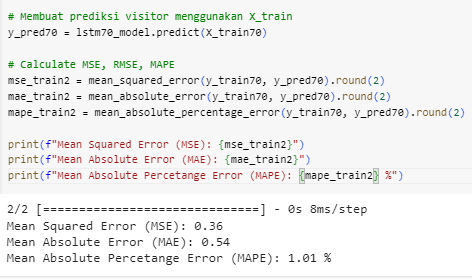 # Membuat prediksi visitor menggunakan X_train
y_pred70 = lstm70_model.predict(X_train70)
# Calculate MSE, RMSE, MAPE
mse_train2 = mean_squared_error(y_train70, y_pred70).round(2)
mae_train2 = mean_absolute_error(y_train70, y_pred70).round(2)
mape_train2 = mean_absolute_percentage_error(y_train70, y_pred70).round(2)
print(f"Mean Squared Error (MSE): {mse_train2}")
print(f"Mean Absolute Error (MAE): {mae_train2}")
print(f"Mean Absolute Percetange Error (MAPE): {mape_train2} %")
2/2 [==============================] - 0s 8ms/step
Mean Squared Error (MSE): 0.36
Mean Absolute Error (MAE): 0.54
Mean Absolute Percetange Error (MAPE): 1.01 %